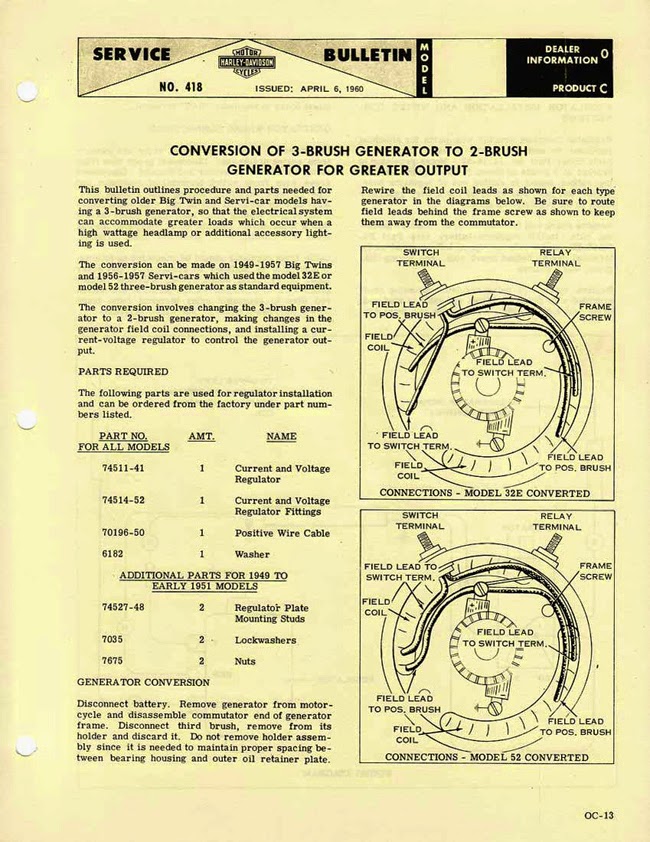 SERVICE
MOTOR
HARLEY-DAVIDSON
CYCLES
BULLETIN
MODEL
NO. 418
ISSUED: APRIL 6, 1960
DEALER
INFORMATION O
PRODUCT C
CONVERSION OF 3-BRUSH GENERATOR TO 2-BRUSH
GENERATOR FOR GREATER OUTPUT
This bulletin outlines procedure and parts needed for
converting older Big Twin and Servi-car models hav-
ing a 3-brush generator, so that the electrical system
can accommodate greater loads which occur when a
high wattage headlamp or additional accessory light-
ing is used.
The conversion can be made on 1949-1957 Big Twins
and 1956-1957 Servi-cars which used the model 32E or
model 52 three-brush generator as standard equipment.
The conversion involves changing the 3-brush gener-
ator to a 2-brush generator, making changes in the
generator field coil connections, and installing a cur-
rent-voltage regulator to control the generator out-
put.
PARTS REQUIRED
The following parts are used for regulator installation
and can be ordered from the factory under part num-
bers listed.
PART NO. AMT. NAME
FOR ALL MODELS
74511-41 1 Current and Voltage
Regulator
74514-52 1 Current and Voltage
Regulator Fittings
70196-50 1 Positive Wire Cable
6182 1 Washer
ADDITIONAL PARTS FOR 1949 TO
EARLY 1951 MODELS
74527-48 2 Regulator Plate
Mounting Studs
7035 2 Lockwashers
7675 2 Nuts
GENERATOR CONVERSION
Disconnect battery. Remove generator from motor-
cycle and disassemble commutator end of generator
frame. Disconnect third brush, remove from its
holder and discard it. Do not remove holder assem-
bly since it is needed to maintain proper spacing be-
tween bearing housing and outer oil retainer plate.
Rewire the field coil leads as shown for each type
generator in the diagrams below. Be sure to route
field leads behind the frame screw as shown to keep
them away from the commutator.
SWITCH
TERMINAL
RELAY
TERMINAL
FIELD LEAD
TO POS. BRUSH
FRAME
SCREW
FIELD
COIL
FIELD LEAD
TO SWITCH TERM.
FIELD LEAD
TO SWITCH TERM.
FIELD
COIL
FIELD LEAD
TO POS. BRUSH
CONNECTIONS - MODEL 32E CONVERTED
SWITCH
TERMINAL
RELAY
TERMINAL
FIELD LEAD TO
SWITCH TERM.
FRAME
SCREW
FIELD
COIL
FIELD LEAD
TO SWITCH TERM.
FIELD LEAD
TO POS. BRUSH
FIELD
COIL
FIELD LEAD
TO POS. BRUSH
CONNECTIONS - MODEL 52 CONVERTED
OC-13